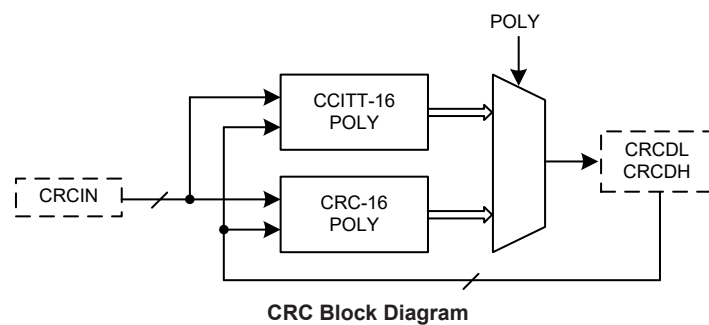 POLY
CCITT-16
POLY
CRCDL
CRCDH
CRCIN
CRC-16
POLY
CRC Block Diagram